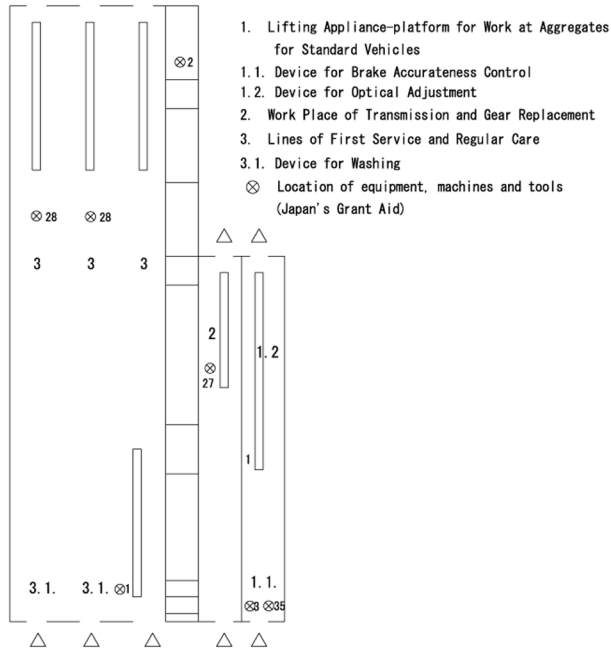 1. Lifting Appliance-platform for Work at Aggregates
for Standard Vehicles
1.1. Device for Brake Accurateness Control
1.2. Device for Optical Adjustment
2. Work Place of Transmission and Gear Replacement
3. Lines of First Service and Regular Care
3.1. Device for Washing
⊗ Location of equipment, machines and tools
(Japan's Grant Aid)
⊗2
⊗ 28 ⊗ 28
3 3 3
2
1.2
⊗
27
1
3.1. 3.1. ⊗1
1.1.
⊗3 ⊗35